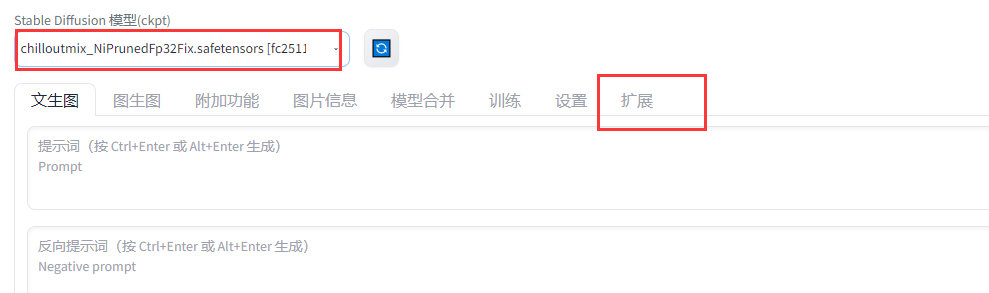 Stable Diffusion 模型(ckpt)
chilloutmix_NiPrunedFp32Fix.safetensors [fc251
文生图 图生图 附加功能 图片信息 模型合并 训练 设置 扩展
提示词（按 Ctrl+Enter 或 Alt+Enter 生成）
Prompt
反向提示词（按 Ctrl+Enter 或 Alt+Enter 生成）
Negative prompt